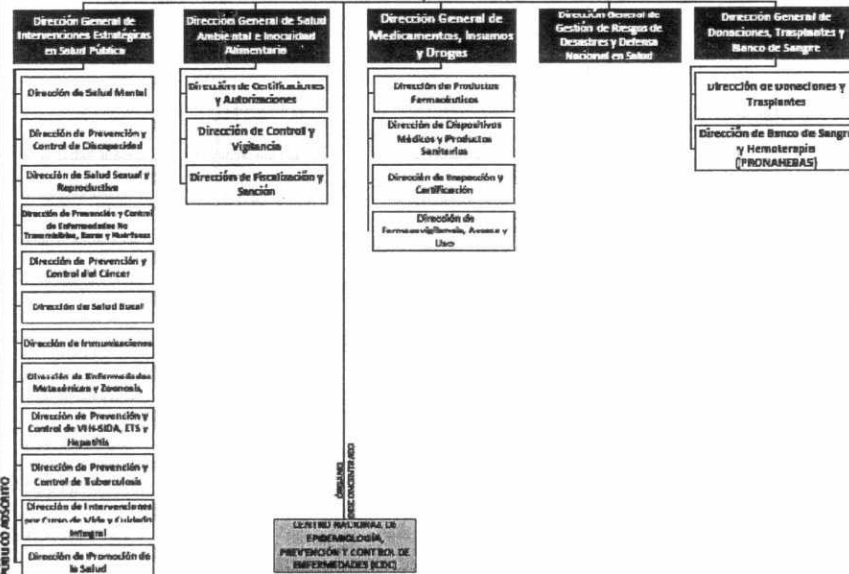 Dirección General de
Intervenciones Estratégicas
en Salud Pública
Dirección de Salud Mental
Dirección de Prevención y
Control de Discapacidad
Dirección de Salud Sexual y
Reproductiva
Dirección de Prevención y Control
de Enfermedades No
Transmisibles, Raras y Huérfanas
Dirección de Prevención y
Control del Cáncer
Dirección de Salud Bucal
Dirección de Inmunizaciones
Dirección de Enfermedades
Metaxénicas y Zoonosis,
Dirección de Prevención y
Control de VIH-SIDA, ETS y
Hepatitis
Dirección de Prevención y
Control de Tuberculosis
Dirección de Intervenciones
por Curso de Vida y Cuidado
Integral
Dirección de Promoción de
la Salud
Dirección General de Salud
Ambiental e Inocuidad
Alimentaria
Dirección de Certificaciones
y Autorizaciones
Dirección de Control y
Vigilancia
Dirección de Fiscalización y
Sanción
Dirección General de
Medicamentos, Insumos
y Drogas
Dirección de Productos
Farmacéuticos
Dirección de Dispositivos
Médicos y Productos
Sanitarios
Dirección de Inspección y
Certificación
Dirección de
Farmacovigilancia, Acceso y
Uso
Dirección General de
Gestión de Riesgos de
Desastres y Defensa
Nacional en Salud
Dirección General de
Donaciones, Trasplantes y
Banco de Sangre
Dirección de Donaciones y
Trasplantes
Dirección de Banco de Sangre
y Hemoterapia
(PRONAHEBAS)
ÓRGANO
DESCONCENTRADO
CENTRO NACIONAL DE
EPIDEMIOLOGÍA,
PREVENCIÓN Y CONTROL DE
ENFERMEDADES (CDC)
PÚBLICO ADSCRITO